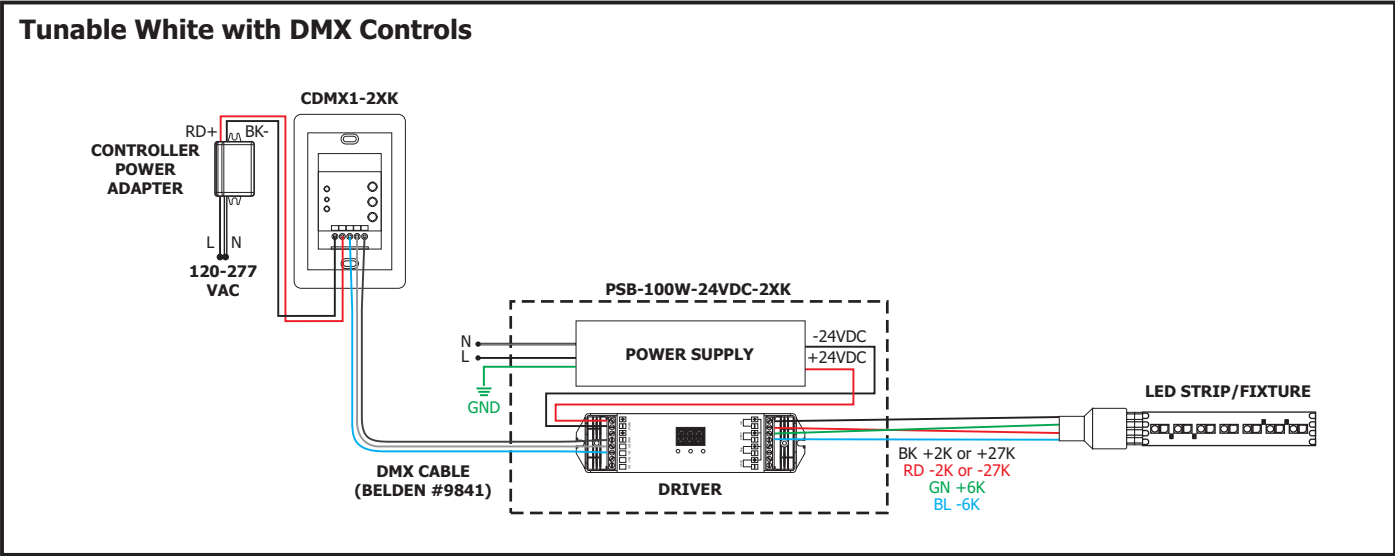 Tunable White with DMX Controls
CDMX1-2XK
RD+
BK-
CONTROLLER
POWER
ADAPTER
L
N
120-277
VAC
PSB-100W-24VDC-2XK
N
L
GND
POWER SUPPLY
-24VDC
+24VDC
LED STRIP/FIXTURE
DMX CABLE
(BELDEN #9841)
DRIVER
BK +2K or +27K
RD -2K or -27K
GN +6K
BL -6K